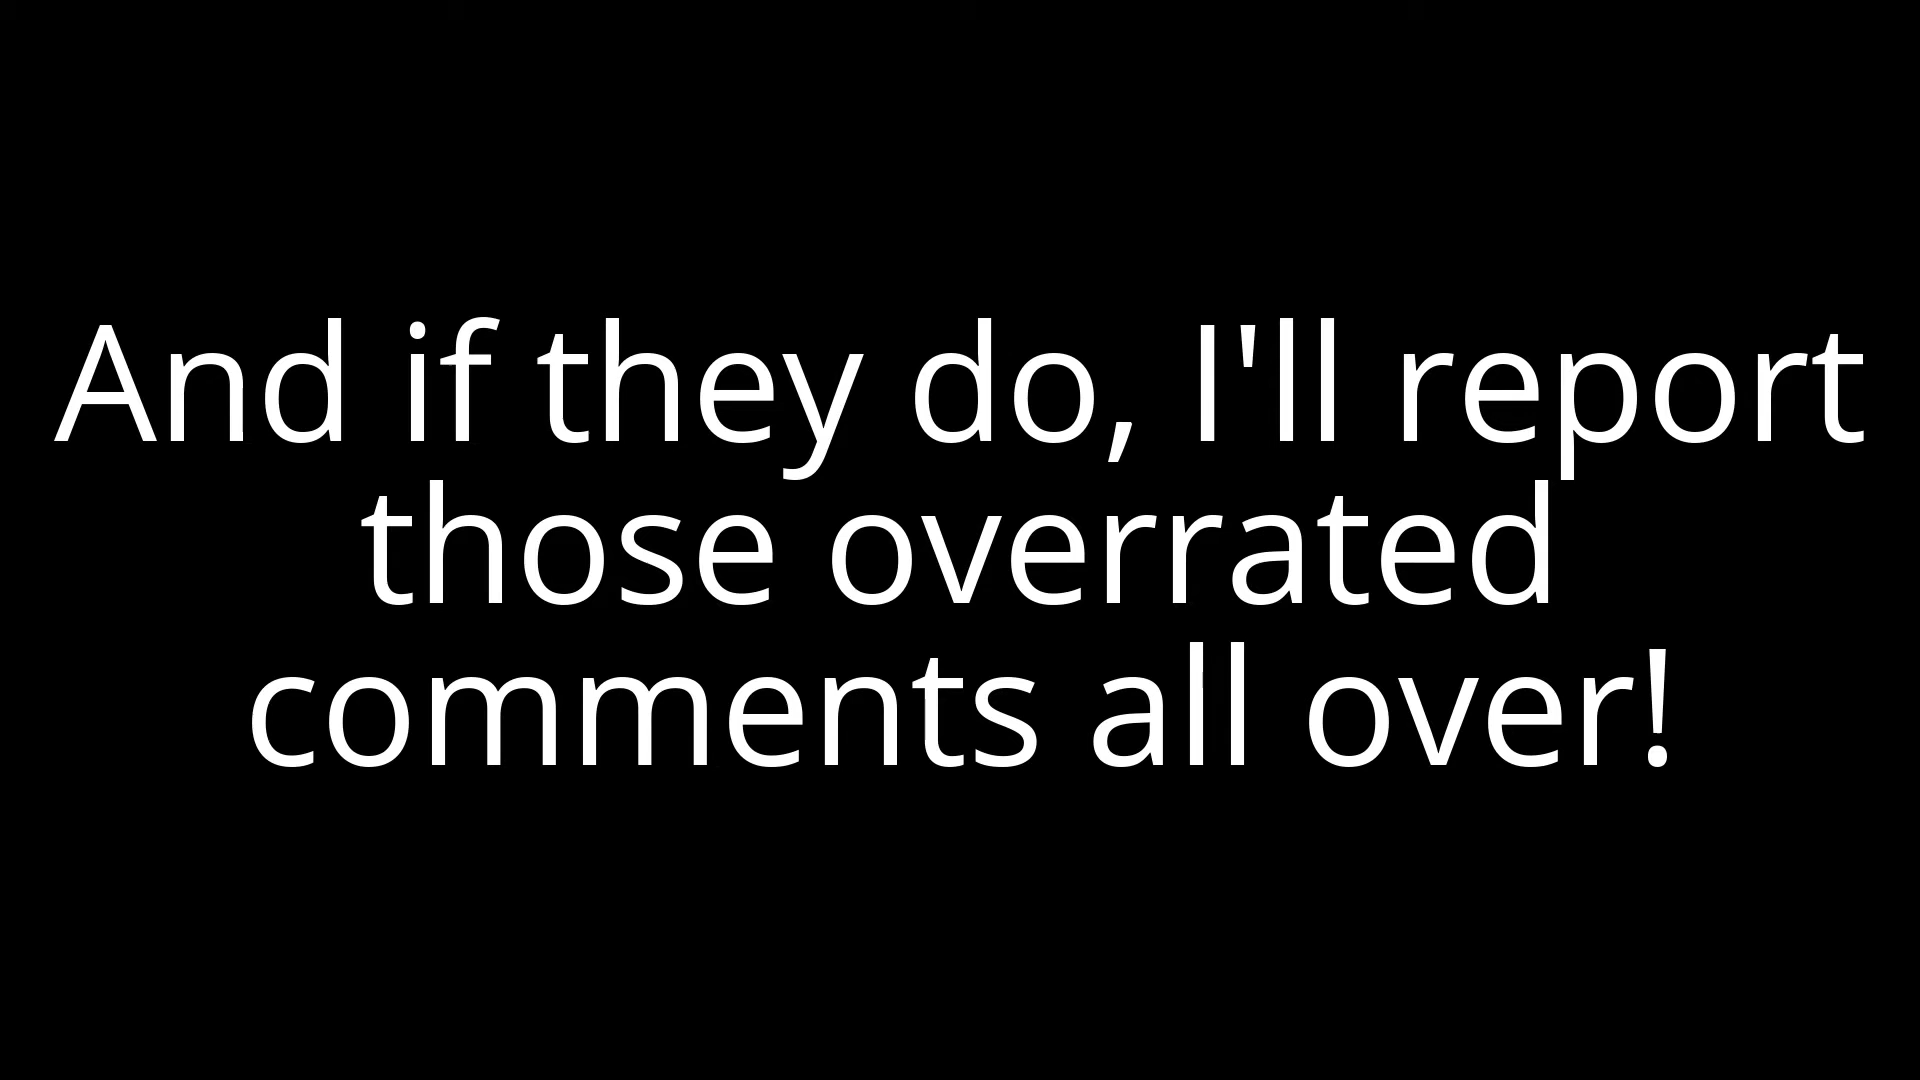 And if they do, I'll report
those overrated
comments all over!